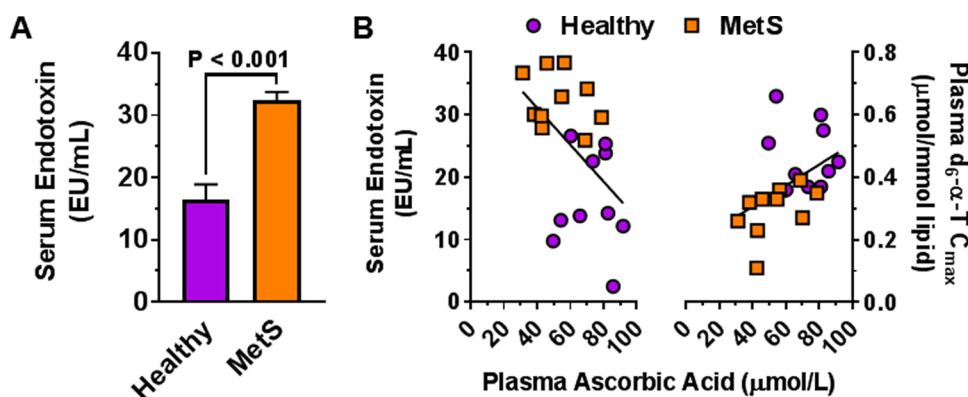 A
P < 0.001
Serum Endotoxin
(EU/mL)
40
30
20
10
0
Healthy
MetS
B
Healthy
MetS
Serum Endotoxin
(EU/mL)
40
30
20
10
0
0
20
40
60
80
100
0
20
40
60
80
100
0.8
0.6
0.4
0.2
0.0
Plasma d6-α-T Cmax
(μmol/mmol lipid)
Plasma Ascorbic Acid (μmol/L)